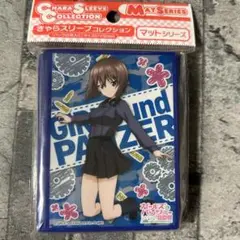 CHARA SLEEVE
COLLECTION
MAT SERIES
きゃらスリーブコレクション
マットシリーズ
Girls und
PANZER